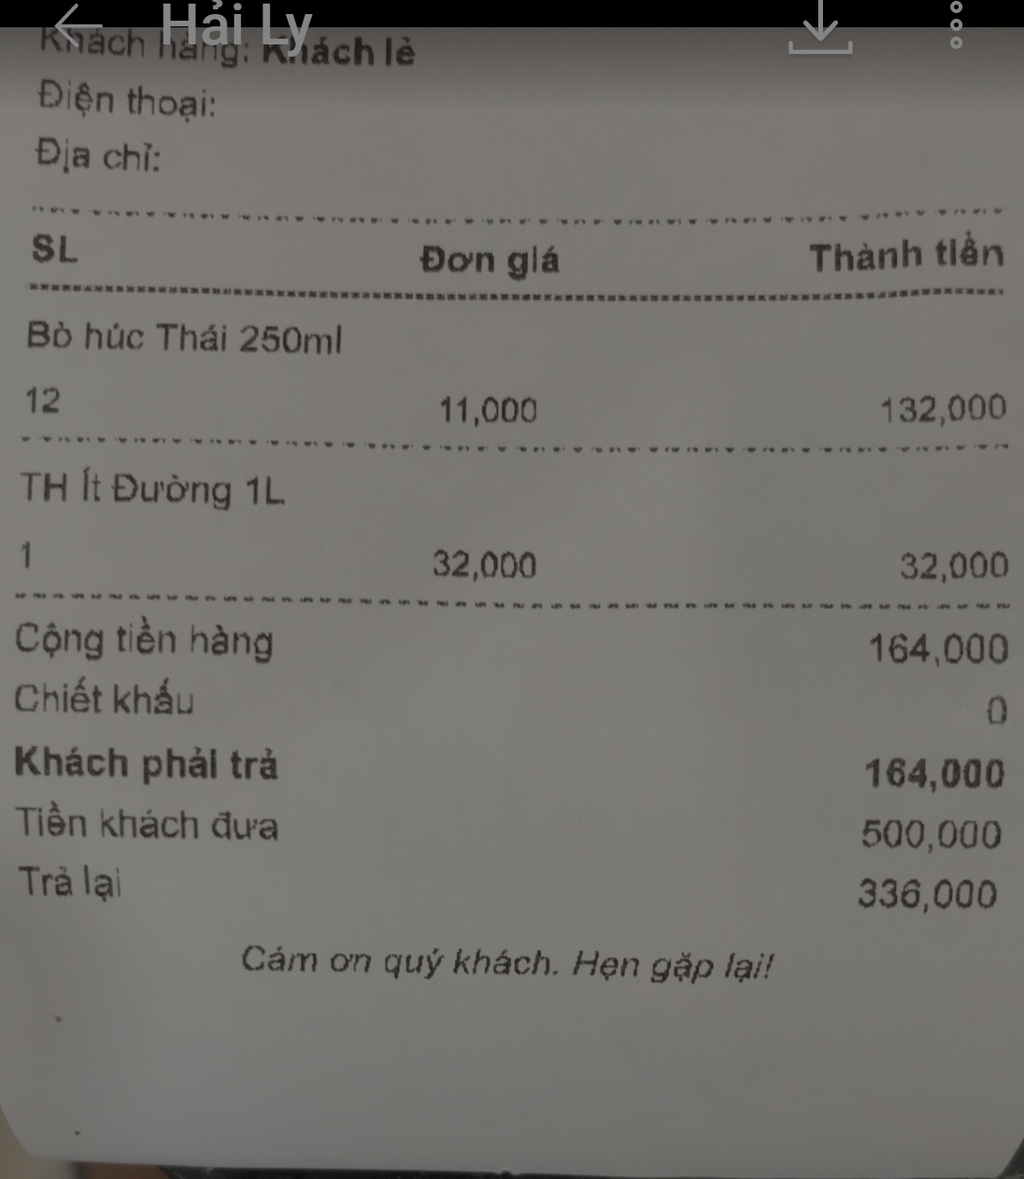 Hải Ly
Khách hàng: Khách lẻ
Điện thoại:
Địa chỉ:
SL Đơn giá Thành tiền
Bò húc Thái 250ml
12 11,000 132,000
TH Ít Đường 1L
1 32,000 32,000
Cộng tiền hàng 164,000
Chiết khấu 0
Khách phải trả 164,000
Tiền khách đưa 500,000
Trả lại 336,000
Cám ơn quý khách. Hẹn gặp lại!